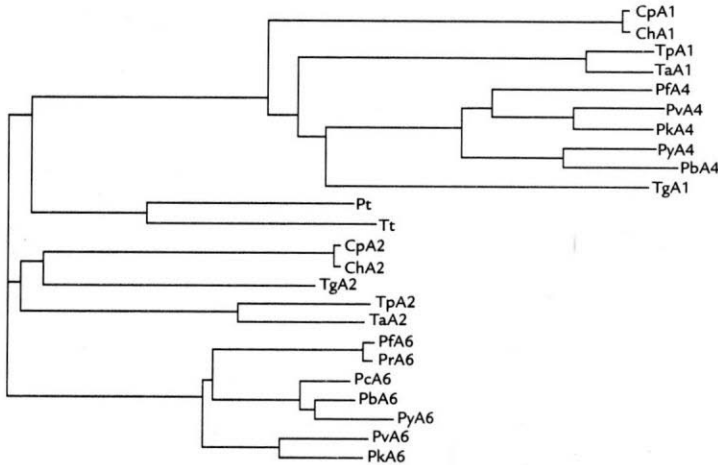 CpA1
ChA1
TpA1
TaA1
PfA4
PvA4
PkA4
PyA4
PbA4
TgA1
Pt
Tt
CpA2
ChA2
TgA2
TpA2
TaA2
PfA6
PrA6
PcA6
PbA6
PyA6
PvA6
PkA6